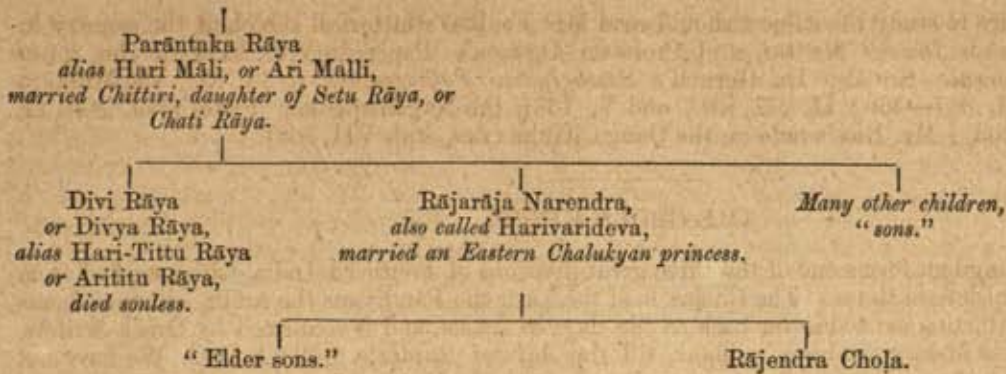 Parāntaka Rāya
alias Hari Māli, or Ari Malli,
married Chittiri, daughter of Setu Rāya, or
Chati Rāya.
Divi Rāya
or Divya Rāya,
alias Hari-Tittu Rāya
or Arititu Rāya,
died sonless.
Rājarāja Narendra,
also called Harivarideva,
married an Eastern Chalukyan princess.
Many other children,
"sons."
"Elder sons."
Rājendra Choḷa.